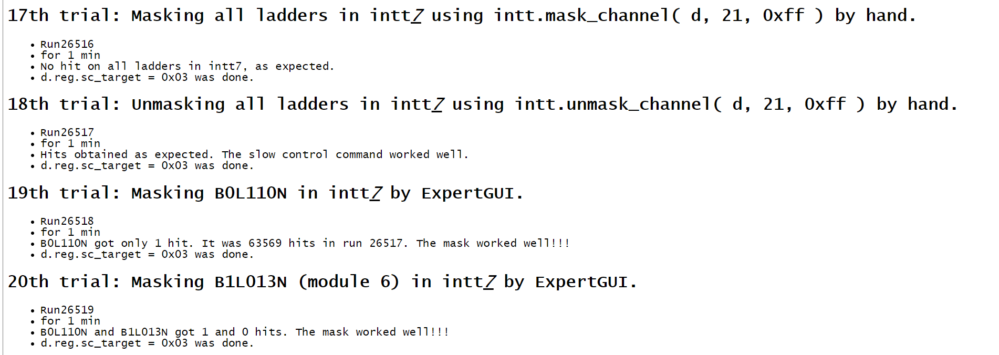 17th trial: Masking all ladders in intt7 using intt.mask_channel( d, 21, 0xff ) by hand.
• Run26516
• for 1 min
• No hit on all ladders in intt7, as expected.
• d.reg.sc_target = 0x03 was done.
18th trial: Unmasking all ladders in intt7 using intt.unmask_channel( d, 21, 0xff ) by hand.
• Run26517
• for 1 min
• Hits obtained as expected. The slow control command worked well.
• d.reg.sc_target = 0x03 was done.
19th trial: Masking B0L110N in intt7 by ExpertGUI.
• Run26518
• for 1 min
• B0L110N got only 1 hit. It was 63569 hits in run 26517. The mask worked well!!!
• d.reg.sc_target = 0x03 was done.
20th trial: Masking B1L013N (module 6) in intt7 by ExpertGUI.
• Run26519
• for 1 min
• B0L110N and B1L013N got 1 and 0 hits. The mask worked well!!!
• d.reg.sc_target = 0x03 was done.